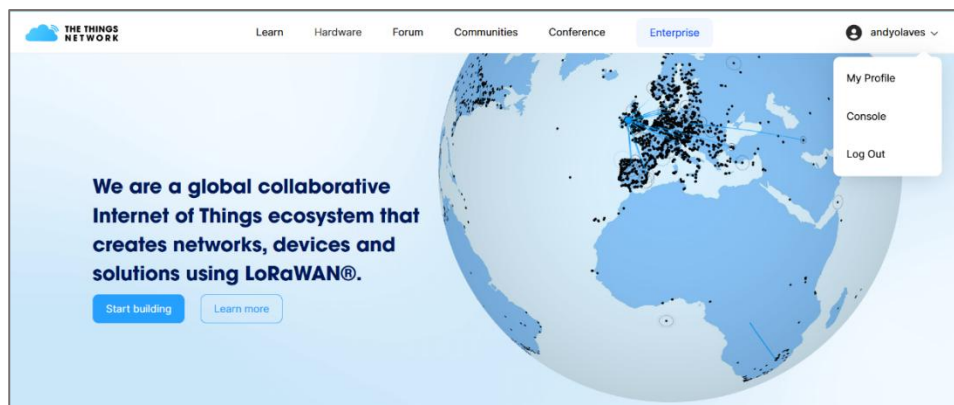 THE THINGS
NETWORK
Learn
Hardware
Forum
Communities
Conference
Enterprise
andyolaves
My Profile
Console
Log Out
We are a global collaborative
Internet of Things ecosystem that
creates networks, devices and
solutions using LoRaWAN®.
Start building
Learn more